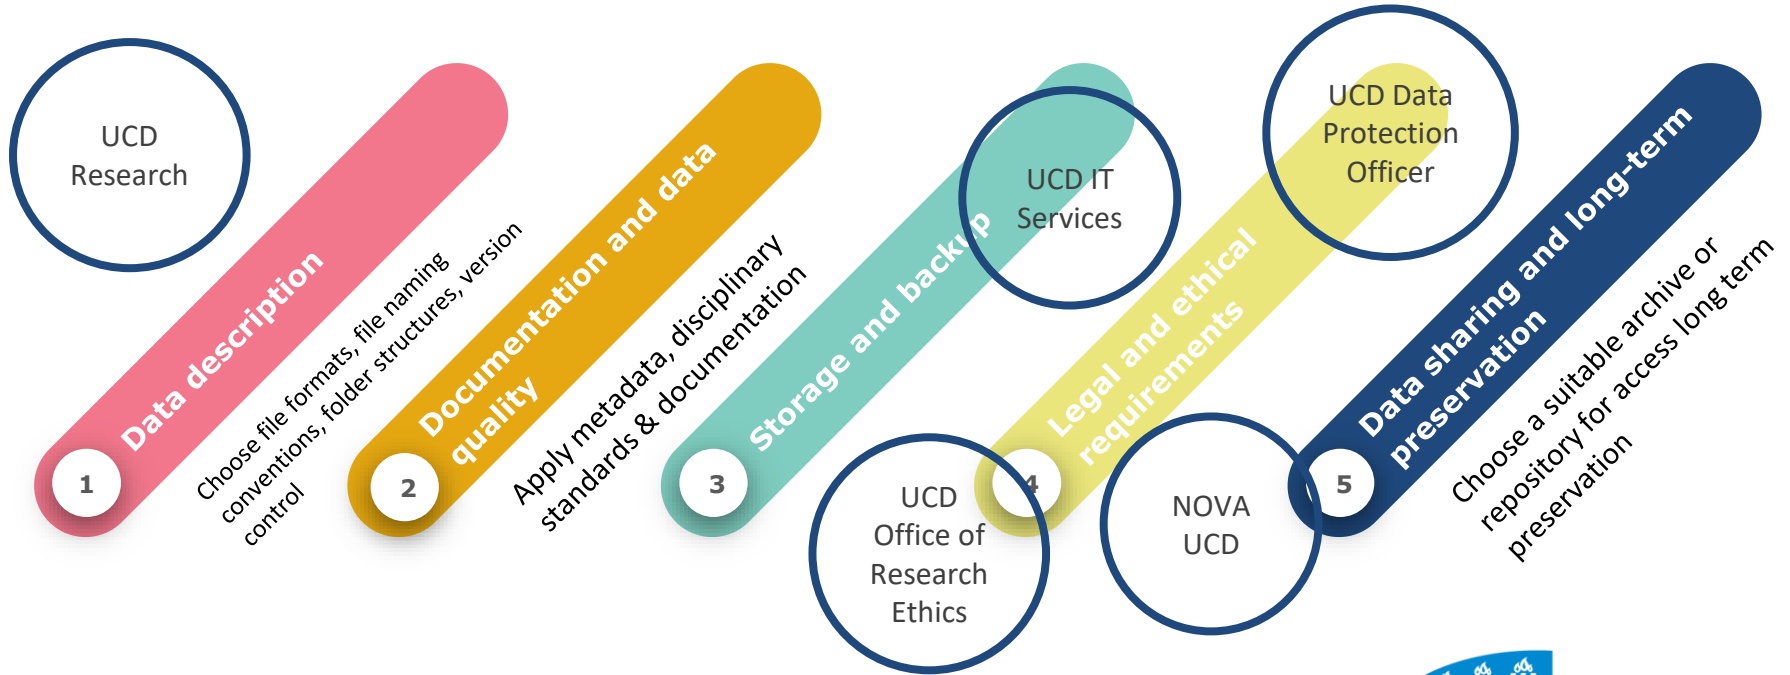 UCD
Research
1
Data description
Choose file formats, file naming
conventions, folder structures, version
control
2
Documentation and data
quality
Apply metadata, disciplinary
standards & documentation
3
Storage and backup
UCD IT
Services
UCD
Office of
Research
Ethics
4
Legal and ethical
requirements
UCD Data
Protection
Officer
NOVA
UCD
5
Data sharing and long-term
preservation
Choose a suitable archive or
repository for access long term
preservation